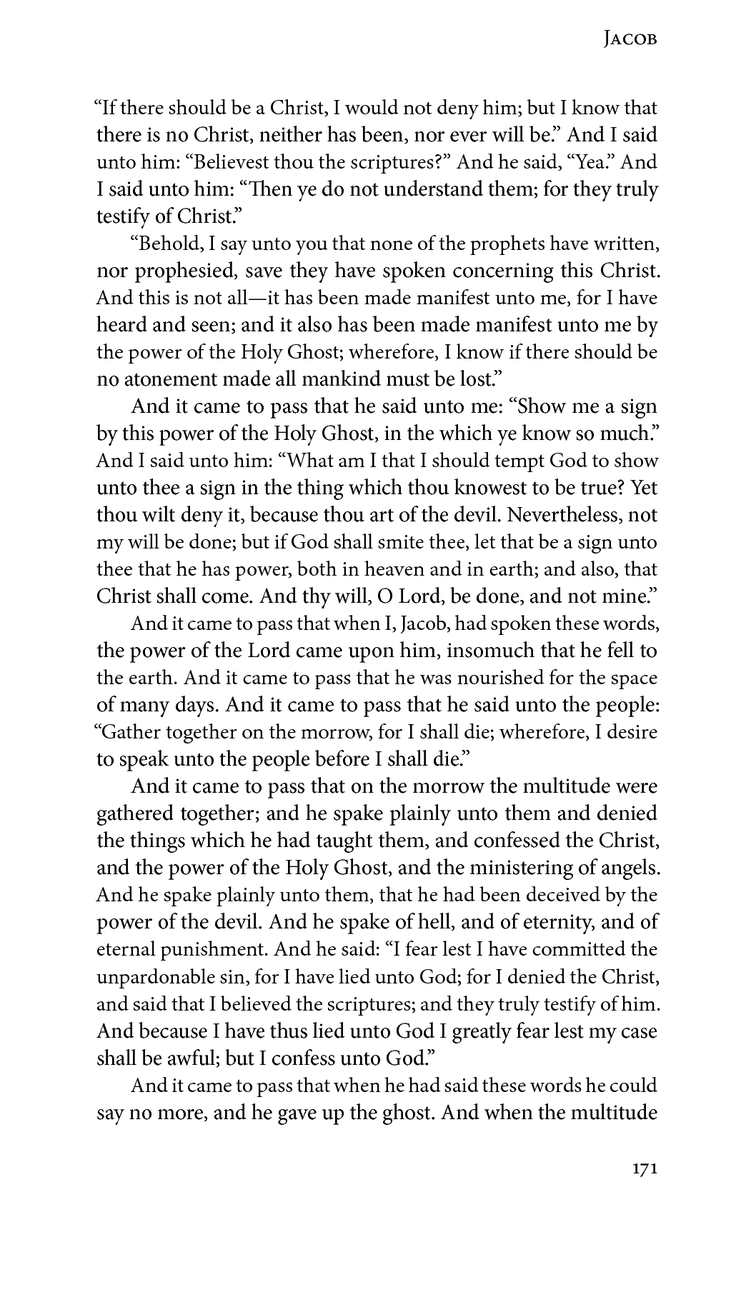 Jacob
“If there should be a Christ, I would not deny him; but I know that
there is no Christ, neither has been, nor ever will be.” And I said
unto him: “Believest thou the scriptures?” And he said, “Yea.” And
I said unto him: “Then ye do not understand them; for they truly
testify of Christ.”
“Behold, I say unto you that none of the prophets have written,
nor prophesied, save they have spoken concerning this Christ.
And this is not all—it has been made manifest unto me, for I have
heard and seen; and it also has been made manifest unto me by
the power of the Holy Ghost; wherefore, I know if there should be
no atonement made all mankind must be lost.”
And it came to pass that he said unto me: “Show me a sign
by this power of the Holy Ghost, in the which ye know so much.”
And I said unto him: “What am I that I should tempt God to show
unto thee a sign in the thing which thou knowest to be true? Yet
thou wilt deny it, because thou art of the devil. Nevertheless, not
my will be done; but if God shall smite thee, let that be a sign unto
thee that he has power, both in heaven and in earth; and also, that
Christ shall come. And thy will, O Lord, be done, and not mine.”
And it came to pass that when I, Jacob, had spoken these words,
the power of the Lord came upon him, insomuch that he fell to
the earth. And it came to pass that he was nourished for the space
of many days. And it came to pass that he said unto the people:
“Gather together on the morrow, for I shall die; wherefore, I desire
to speak unto the people before I shall die.”
And it came to pass that on the morrow the multitude were
gathered together; and he spake plainly unto them and denied
the things which he had taught them, and confessed the Christ,
and the power of the Holy Ghost, and the ministering of angels.
And he spake plainly unto them, that he had been deceived by the
power of the devil. And he spake of hell, and of eternity, and of
eternal punishment. And he said: “I fear lest I have committed the
unpardonable sin, for I have lied unto God; for I denied the Christ,
and said that I believed the scriptures; and they truly testify of him.
And because I have thus lied unto God I greatly fear lest my case
shall be awful; but I confess unto God.”
And it came to pass that when he had said these words he could
say no more, and he gave up the ghost. And when the multitude
171